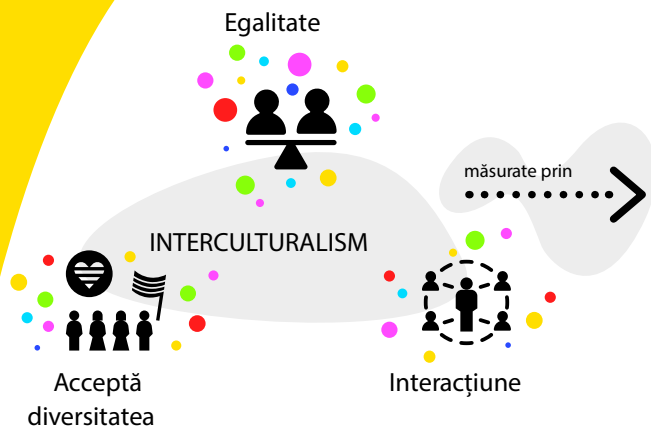 Egalitate
măsurate prin
INTERCULTURALISM
Acceptă
diversitatea
Interacțiune